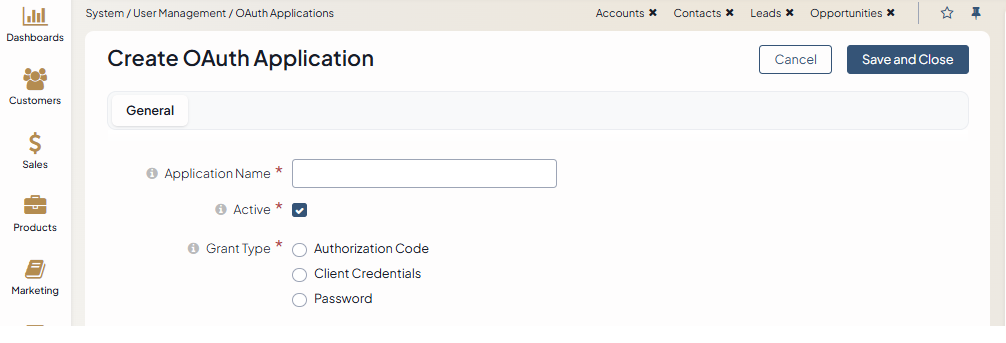 System / User Management / OAuth Applications
Accounts ✖ Contacts ✖ Leads ✖ Opportunities ✖
Dashboards
Customers
Sales
Products
Marketing
Create OAuth Application
Cancel
Save and Close
General
Application Name *
Active *
Grant Type *
Authorization Code
Client Credentials
Password